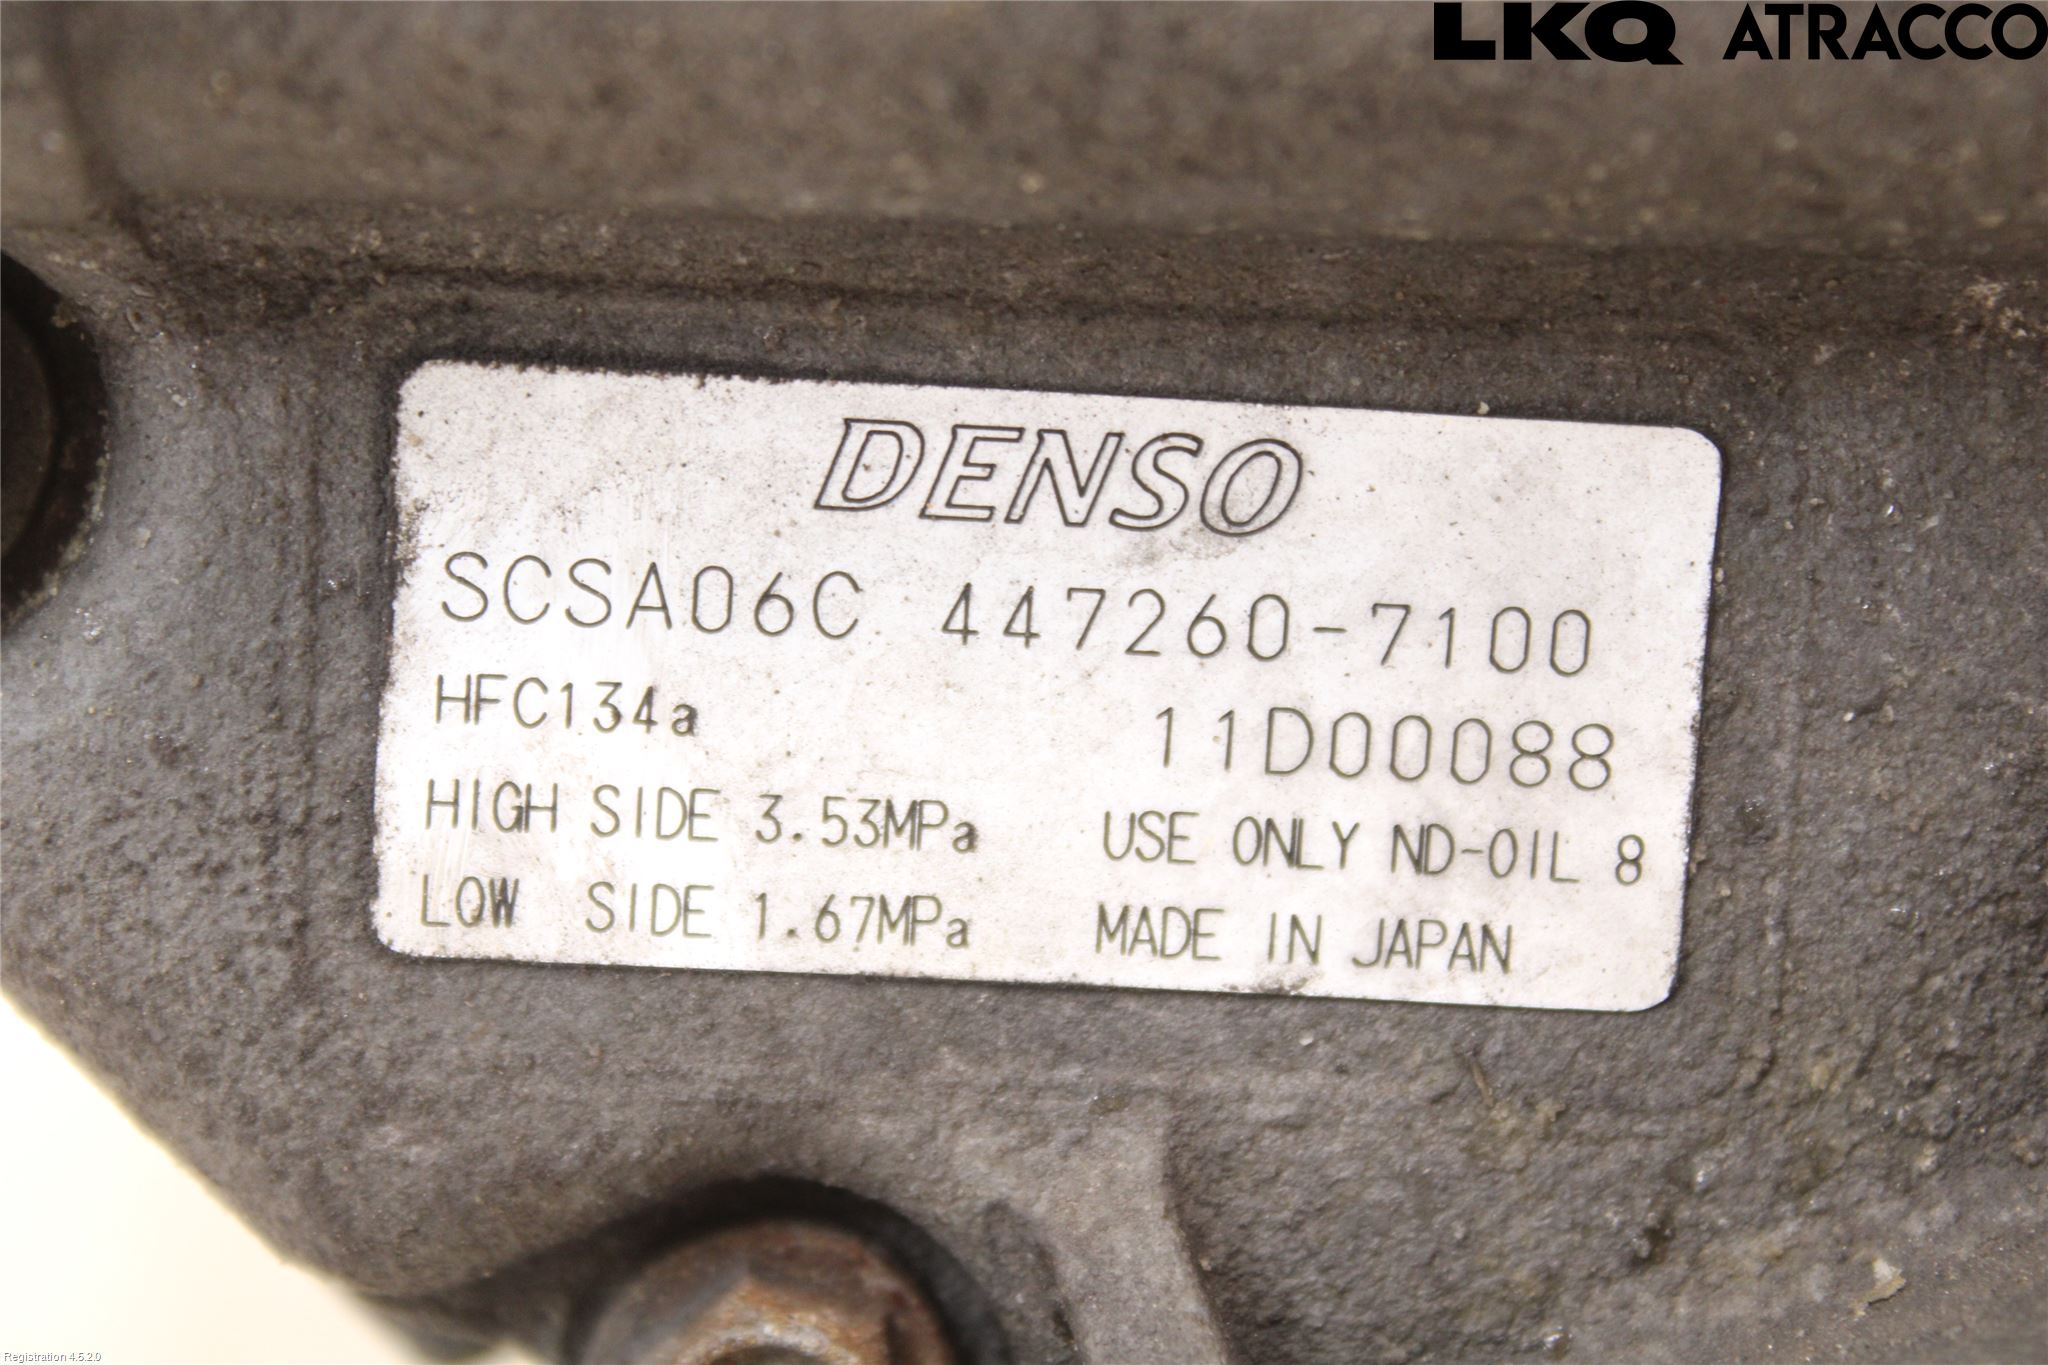 LKQ ATRACCO
DENSO
SCSA06C 447260-7100
HFC134a 11D00088
HIGH SIDE 3.53MPa USE ONLY ND-OIL 8
LOW SIDE 1.67MPa MADE IN JAPAN
Registration 4.5.2.0